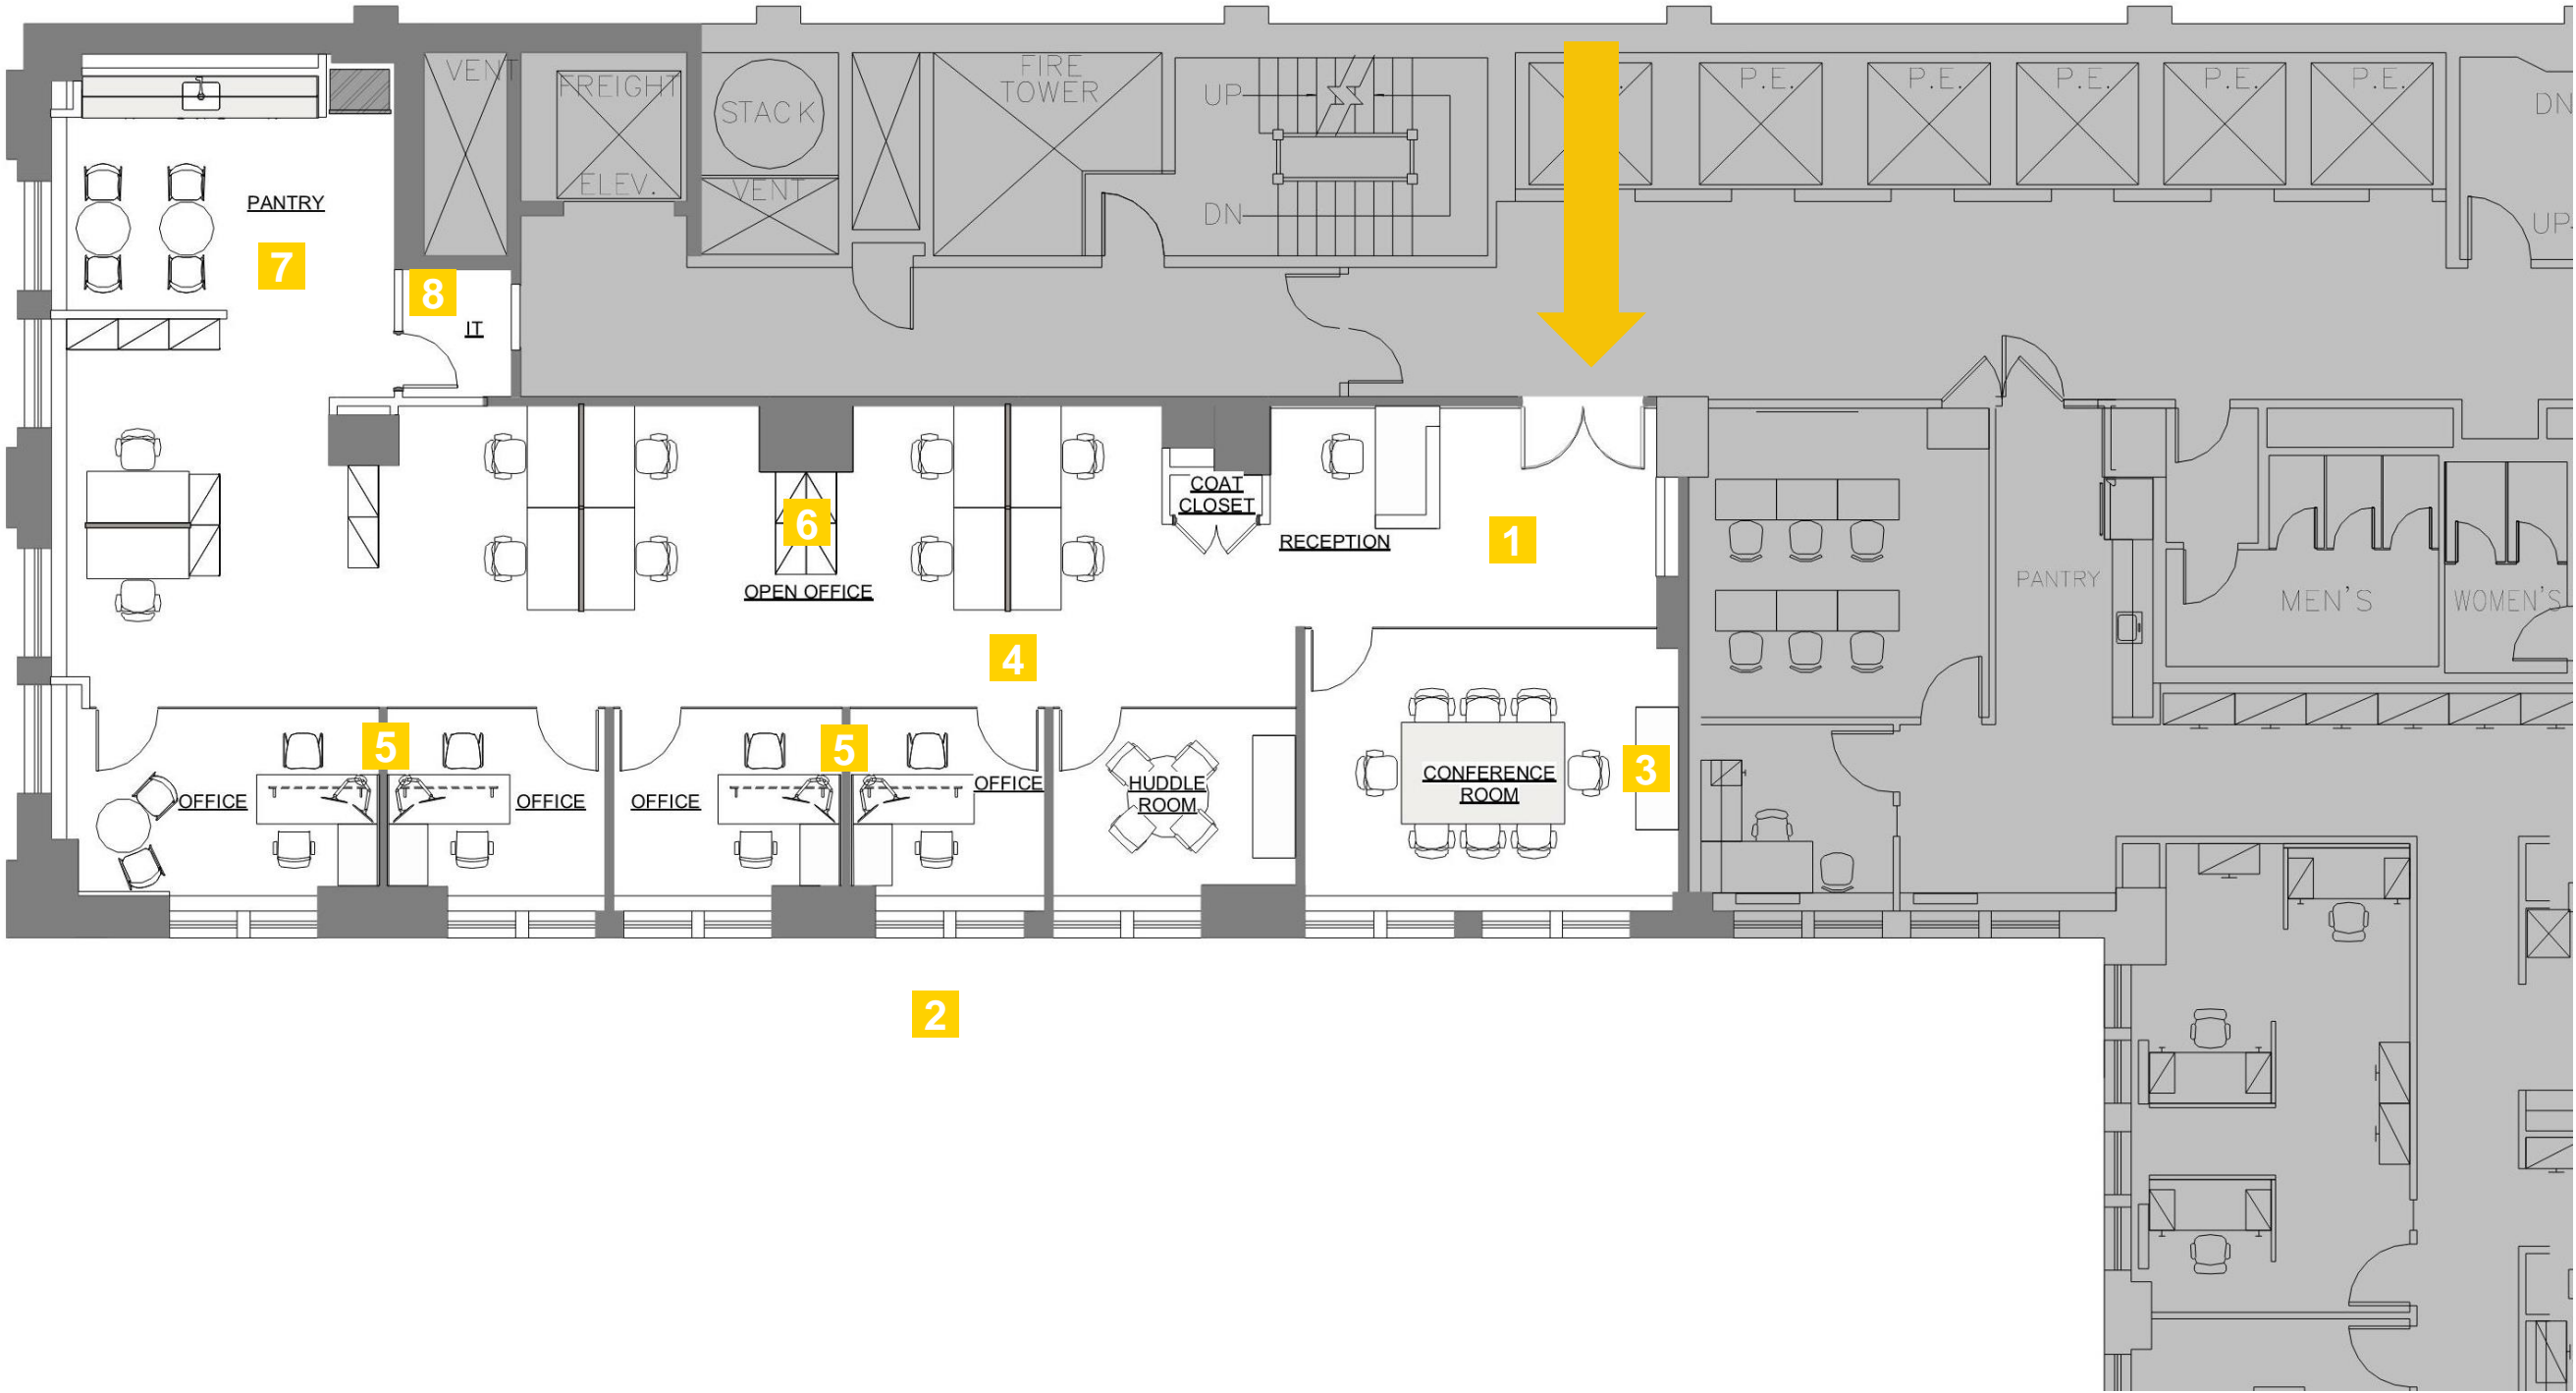 VENT
FREIGHT
ELEV.
STACK
VENT
FIRE
TOWER
UP
DN
P.E.
P.E.
P.E.
P.E.
P.E.
DN
UP
PANTRY
7
8
IT
COAT
CLOSET
RECEPTION
1
6
OPEN OFFICE
4
PANTRY
MEN'S
WOMEN'S
5
5
OFFICE
OFFICE
OFFICE
OFFICE
HUDDLE
ROOM
CONFERENCE
ROOM
3
2